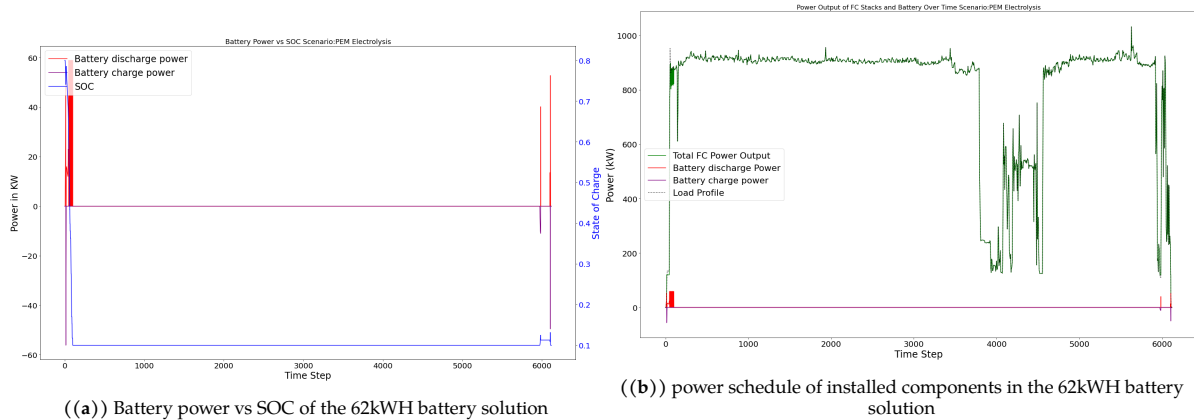 Battery Power vs SOC Scenario:PEM Electrolysis
Battery discharge power
Battery charge power
SOC
Power in KW
60
40
20
0
−20
−40
−60
0.8
0.7
0.6
0.5
0.4
0.3
0.2
0.1
State of Charge
0 1000 2000 3000 4000 5000 6000
Time Step
((a)) Battery power vs SOC of the 62kWH battery solution
Power Output of FC Stacks and Battery Over Time Scenario:PEM Electrolysis
Power (kW)
1000
800
600
400
200
0
Total FC Power Output
Battery discharge Power
Battery charge power
Load Profile
0 1000 2000 3000 4000 5000 6000
Time Step
((b)) power schedule of installed components in the 62kWH battery
solution